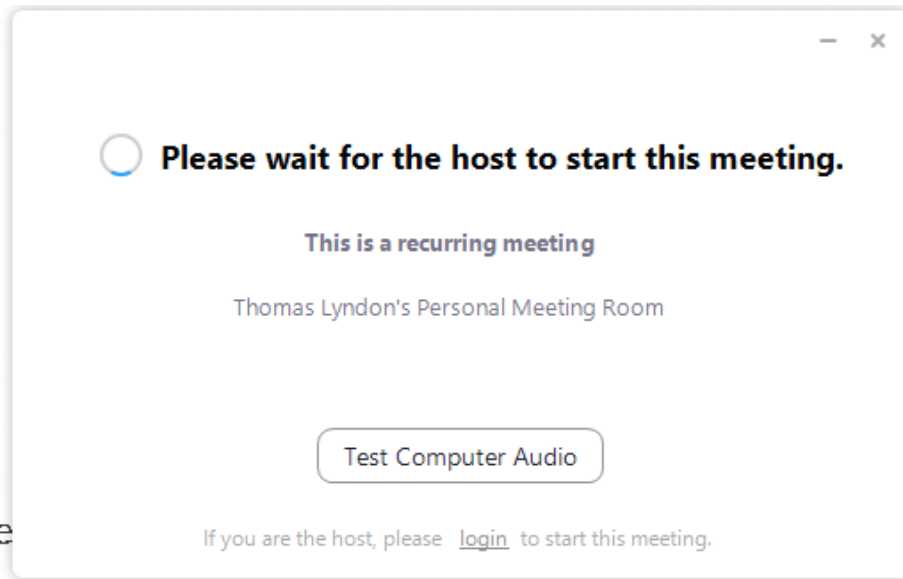 Please wait for the host to start this meeting.
This is a recurring meeting
Thomas Lyndon's Personal Meeting Room
Test Computer Audio
e
If you are the host, please login to start this meeting.